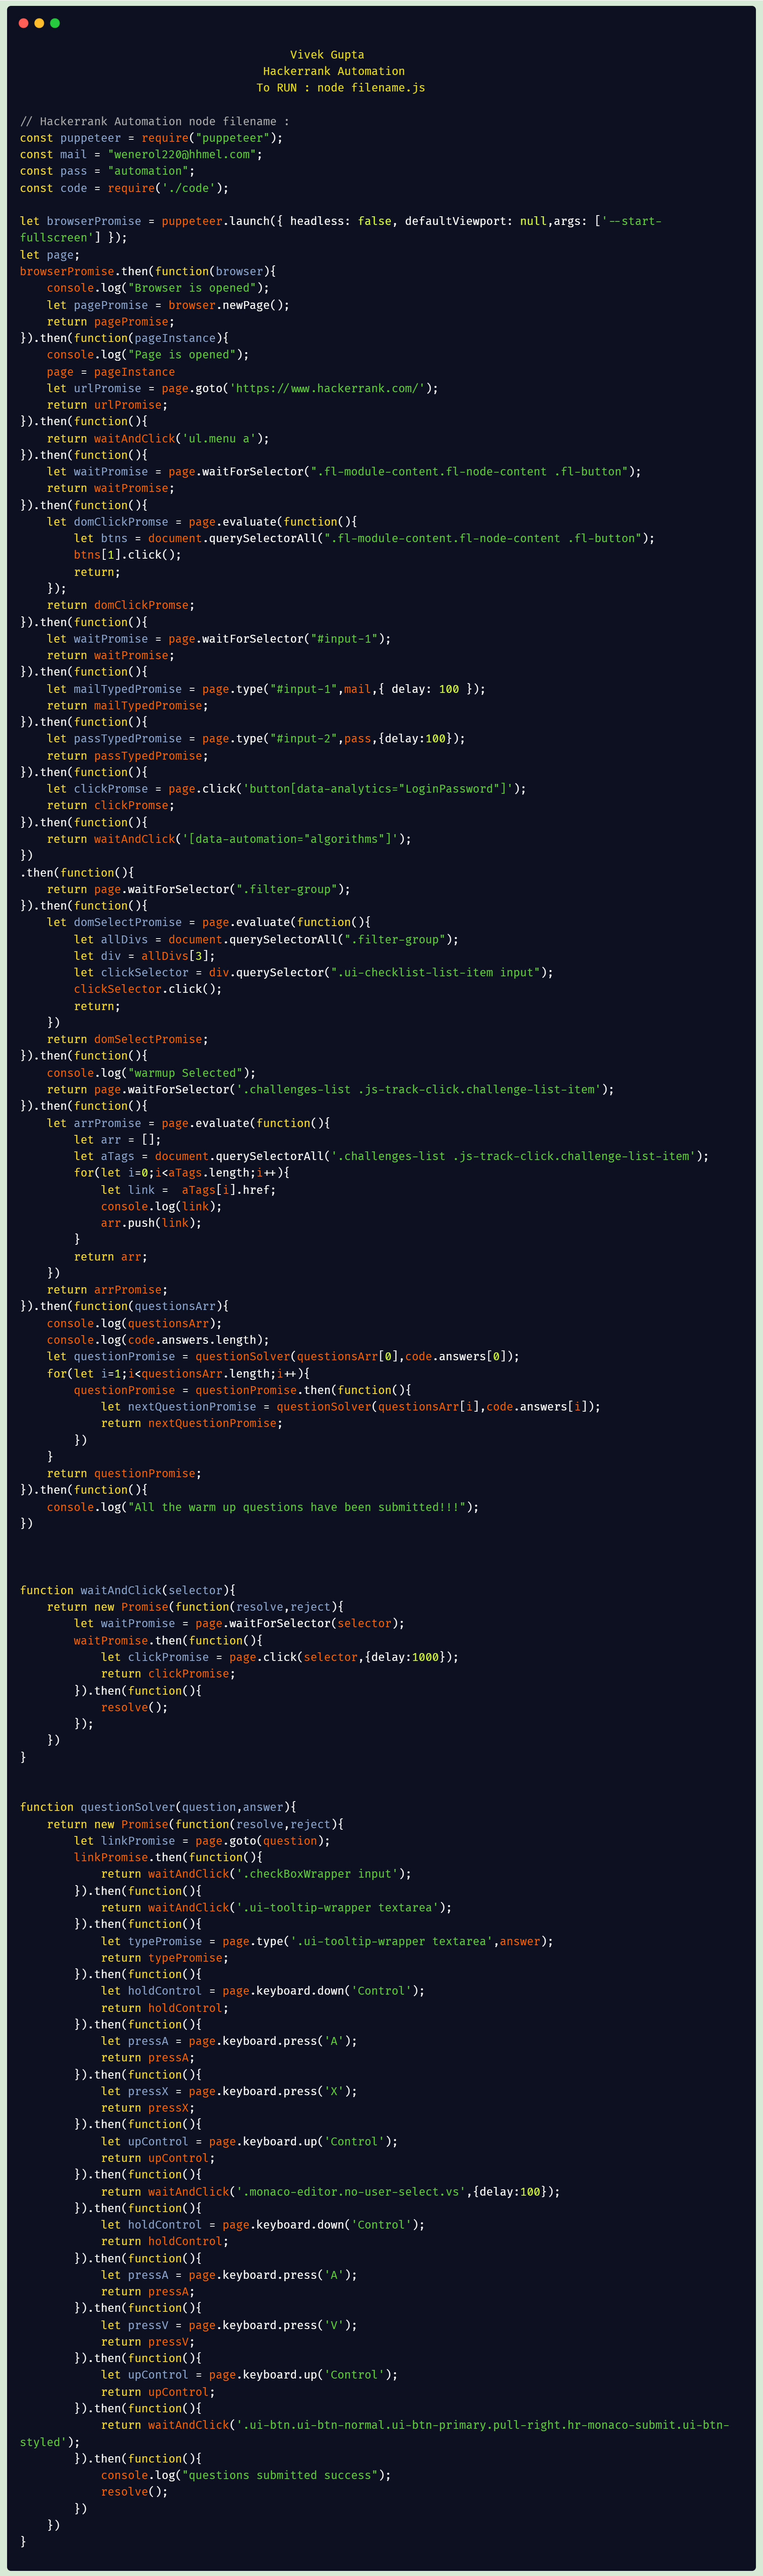 Vivek Gupta
Hackerrank Automation
To RUN : node filename.js
// Hackerrank Automation node filename :
const puppeteer = require("puppeteer");
const mail = "wenerol220@hhmel.com";
const pass = "automation";
const code = require('./code');
let browserPromise = puppeteer.launch({ headless: false, defaultViewport: null,args: ['--start-
fullscreen'] });
let page;
browserPromise.then(function(browser){
    console.log("Browser is opened");
    let pagePromise = browser.newPage();
    return pagePromise;
}).then(function(pageInstance){
    console.log("Page is opened");
    page = pageInstance
    let urlPromise = page.goto('https://www.hackerrank.com/');
    return urlPromise;
}).then(function(){
    return waitAndClick('ul.menu a');
}).then(function(){
    let waitPromise = page.waitForSelector(".fl-module-content.fl-node-content .fl-button");
    return waitPromise;
}).then(function(){
    let domClickPromse = page.evaluate(function(){
        let btns = document.querySelectorAll(".fl-module-content.fl-node-content .fl-button");
        btns[1].click();
        return;
    });
    return domClickPromse;
}).then(function(){
    let waitPromise = page.waitForSelector("#input-1");
    return waitPromise;
}).then(function(){
    let mailTypedPromise = page.type("#input-1",mail,{ delay: 100 });
    return mailTypedPromise;
}).then(function(){
    let passTypedPromise = page.type("#input-2",pass,{delay:100});
    return passTypedPromise;
}).then(function(){
    let clickPromse = page.click('button[data-analytics="LoginPassword"]');
    return clickPromse;
}).then(function(){
    return waitAndClick('[data-automation="algorithms"]');
})
.then(function(){
    return page.waitForSelector(".filter-group");
}).then(function(){
    let domSelectPromise = page.evaluate(function(){
        let allDivs = document.querySelectorAll(".filter-group");
        let div = allDivs[3];
        let clickSelector = div.querySelector(".ui-checklist-list-item input");
        clickSelector.click();
        return;
    })
    return domSelectPromise;
}).then(function(){
    console.log("warmup Selected");
    return page.waitForSelector('.challenges-list .js-track-click.challenge-list-item');
}).then(function(){
    let arrPromise = page.evaluate(function(){
        let arr = [];
        let aTags = document.querySelectorAll('.challenges-list .js-track-click.challenge-list-item');
        for(let i=0;i<aTags.length;i++){
            let link =  aTags[i].href;
            console.log(link);
            arr.push(link);
        }
        return arr;
    })
    return arrPromise;
}).then(function(questionsArr){
    console.log(questionsArr);
    console.log(code.answers.length);
    let questionPromise = questionSolver(questionsArr[0],code.answers[0]);
    for(let i=1;i<questionsArr.length;i++){
        questionPromise = questionPromise.then(function(){
            let nextQuestionPromise = questionSolver(questionsArr[i],code.answers[i]);
            return nextQuestionPromise;
        })
    }
    return questionPromise;
}).then(function(){
    console.log("All the warm up questions have been submitted!!!");
})
function waitAndClick(selector){
    return new Promise(function(resolve,reject){
        let waitPromise = page.waitForSelector(selector);
        waitPromise.then(function(){
            let clickPromise = page.click(selector,{delay:1000});
            return clickPromise;
        }).then(function(){
            resolve();
        });
    })
}
function questionSolver(question,answer){
    return new Promise(function(resolve,reject){
        let linkPromise = page.goto(question);
        linkPromise.then(function(){
            return waitAndClick('.checkBoxWrapper input');
        }).then(function(){
            return waitAndClick('.ui-tooltip-wrapper textarea');
        }).then(function(){
            let typePromise = page.type('.ui-tooltip-wrapper textarea',answer);
            return typePromise;
        }).then(function(){
            let holdControl = page.keyboard.down('Control');
            return holdControl;
        }).then(function(){
            let pressA = page.keyboard.press('A');
            return pressA;
        }).then(function(){
            let pressX = page.keyboard.press('X');
            return pressX;
        }).then(function(){
            let upControl = page.keyboard.up('Control');
            return upControl;
        }).then(function(){
            return waitAndClick('.monaco-editor.no-user-select.vs',{delay:100});
        }).then(function(){
            let holdControl = page.keyboard.down('Control');
            return holdControl;
        }).then(function(){
            let pressA = page.keyboard.press('A');
            return pressA;
        }).then(function(){
            let pressV = page.keyboard.press('V');
            return pressV;
        }).then(function(){
            let upControl = page.keyboard.up('Control');
            return upControl;
        }).then(function(){
            return waitAndClick('.ui-btn.ui-btn-normal.ui-btn-primary.pull-right.hr-monaco-submit.ui-btn-
styled');
        }).then(function(){
            console.log("questions submitted success");
            resolve();
        })
    })
}